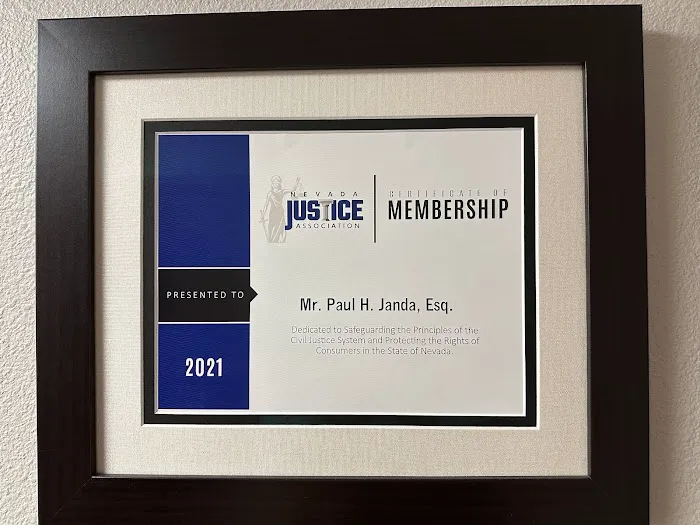 NEVADA
JUSTICE
ASSOCIATION
CERTIFICATE OF
MEMBERSHIP
PRESENTED TO
Mr. Paul H. Janda, Esq.
Dedicated to Safeguarding the Principles of the
Civil Justice System and Protecting the Rights of
Consumers in the State of Nevada.
2021